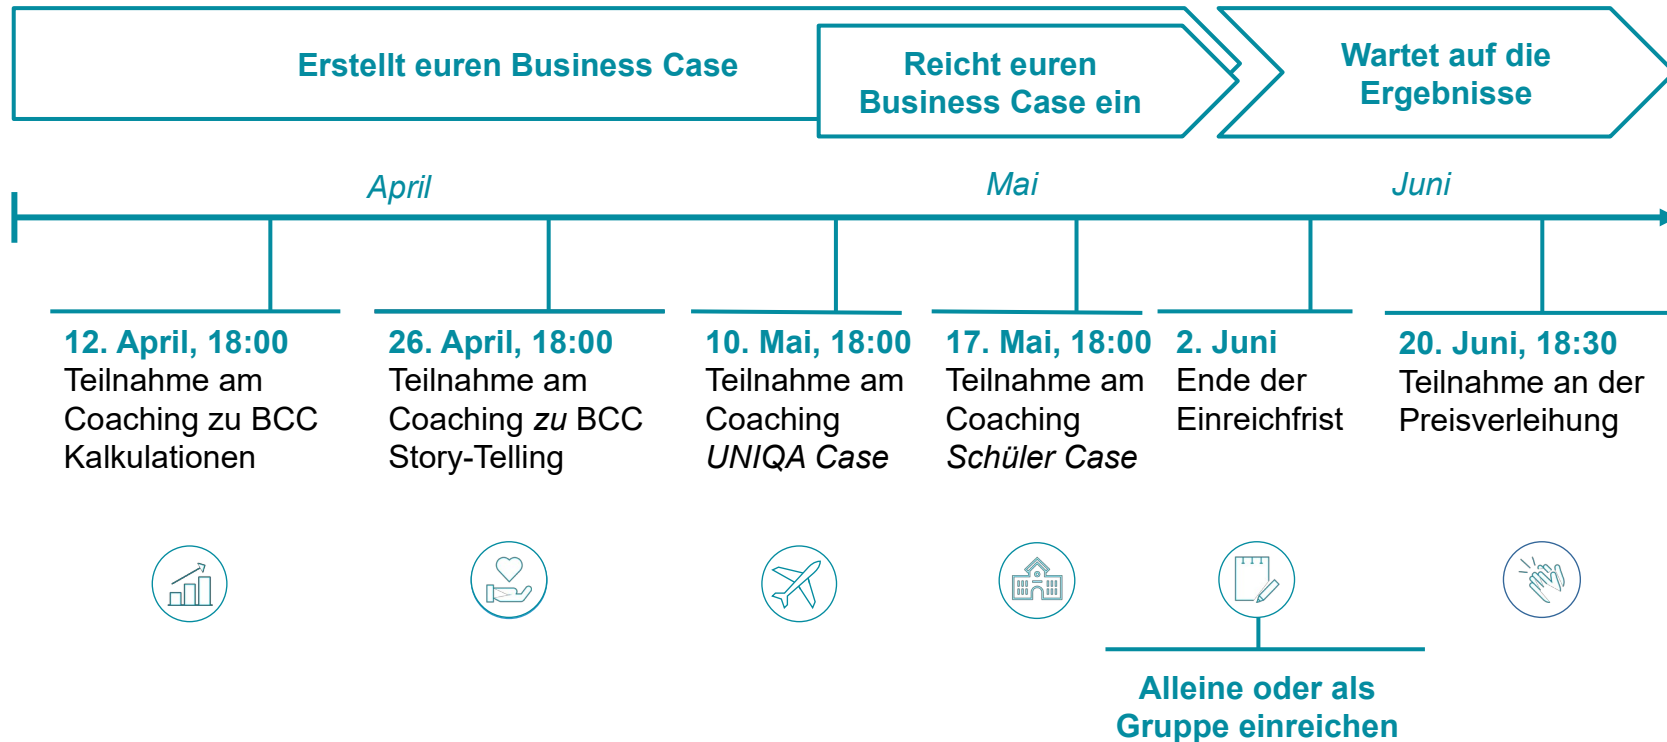 Erstellt euren Business Case
Reicht euren
Business Case ein
Wartet auf die
Ergebnisse
April
Mai
Juni
12. April, 18:00
Teilnahme am
Coaching zu BCC
Kalkulationen
26. April, 18:00
Teilnahme am
Coaching zu BCC
Story-Telling
10. Mai, 18:00
Teilnahme am
Coaching
UNIQA Case
17. Mai, 18:00
Teilnahme am
Coaching
Schüler Case
2. Juni
Ende der
Einreichfrist
20. Juni, 18:30
Teilnahme an der
Preisverleihung
Alleine oder als
Gruppe einreichen